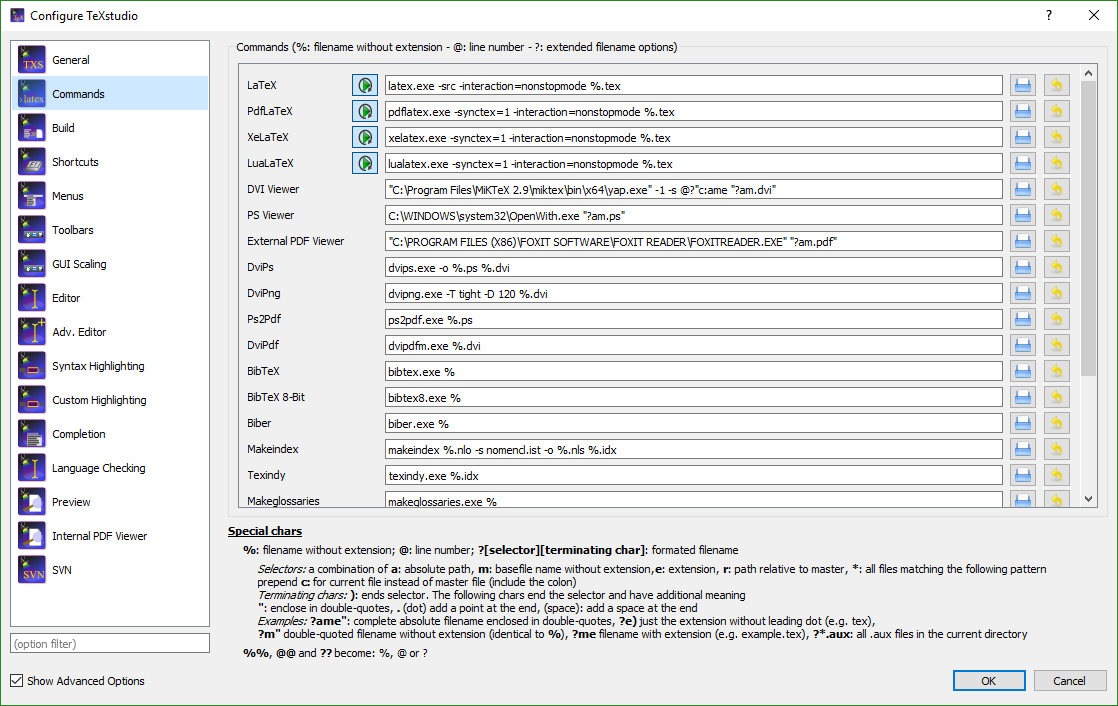 Configure TeXstudio
?
TXS General
latex Commands
Build
Shortcuts
Menus
Toolbars
GUI Scaling
Editor
Adv. Editor
Syntax Highlighting
Custom Highlighting
Completion
Language Checking
Preview
Internal PDF Viewer
SVN SVN
(option filter)
Show Advanced Options
Commands (%: filename without extension - @: line number - ?: extended filename options)
LaTeX latex.exe -src -interaction=nonstopmode %.tex
PdfLaTeX pdflatex.exe -synctex=1 -interaction=nonstopmode %.tex
XeLaTeX xelatex.exe -synctex=1 -interaction=nonstopmode %.tex
LuaLaTeX lualatex.exe -synctex=1 -interaction=nonstopmode %.tex
DVI Viewer "C:\Program Files\MiKTeX 2.9\miktex\bin\x64\yap.exe" -1 -s @?"c:ame "?am.dvi"
PS Viewer C:\WINDOWS\system32\OpenWith.exe "?am.ps"
External PDF Viewer "C:\PROGRAM FILES (X86)\FOXIT SOFTWARE\FOXIT READER\FOXITREADER.EXE" "?am.pdf"
DviPs dvips.exe -o %.ps %.dvi
DviPng dvipng.exe -T tight -D 120 %.dvi
Ps2Pdf ps2pdf.exe %.ps
DviPdf dvipdfm.exe %.dvi
BibTeX bibtex.exe %
BibTeX 8-Bit bibtex8.exe %
Biber biber.exe %
Makeindex makeindex %.nlo -s nomencl.ist -o %.nls %.idx
Texindy texindy.exe %.idx
Makeglossaries makeglossaries.exe %
Special chars
%: filename without extension; @: line number; ?[selector][terminating char]: formated filename
Selectors: a combination of a: absolute path, m: basefile name without extension,e: extension, r: path relative to master, *: all files matching the following pattern
prepend c: for current file instead of master file (include the colon)
Terminating chars: ): ends selector. The following chars end the selector and have additional meaning
": enclose in double-quotes, . (dot) add a point at the end, (space): add a space at the end
Examples: ?ame": complete absolute filename enclosed in double-quotes, ?e) just the extension without leading dot (e.g. tex),
?m" double-quoted filename without extension (identical to %), ?me filename with extension (e.g. example.tex), ?*.aux: all .aux files in the current directory
%%, @@ and ?? become: %, @ or ?
OK
Cancel